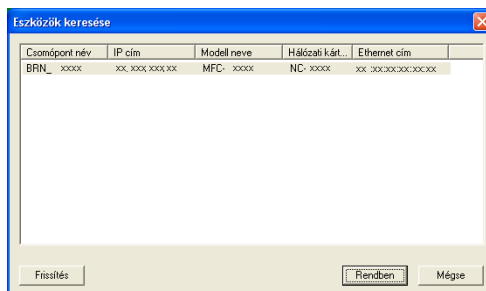 Eszközök keresése
Csomópont név IP cím Modell neve Hálózati kárt... Ethernet cím
BRN_ xxxx xx, xxx, xxx, xx MFC- xxxx NC- xxxx xx :xx:xx:xx:xx:xx
Frissítés Rendben Mégse